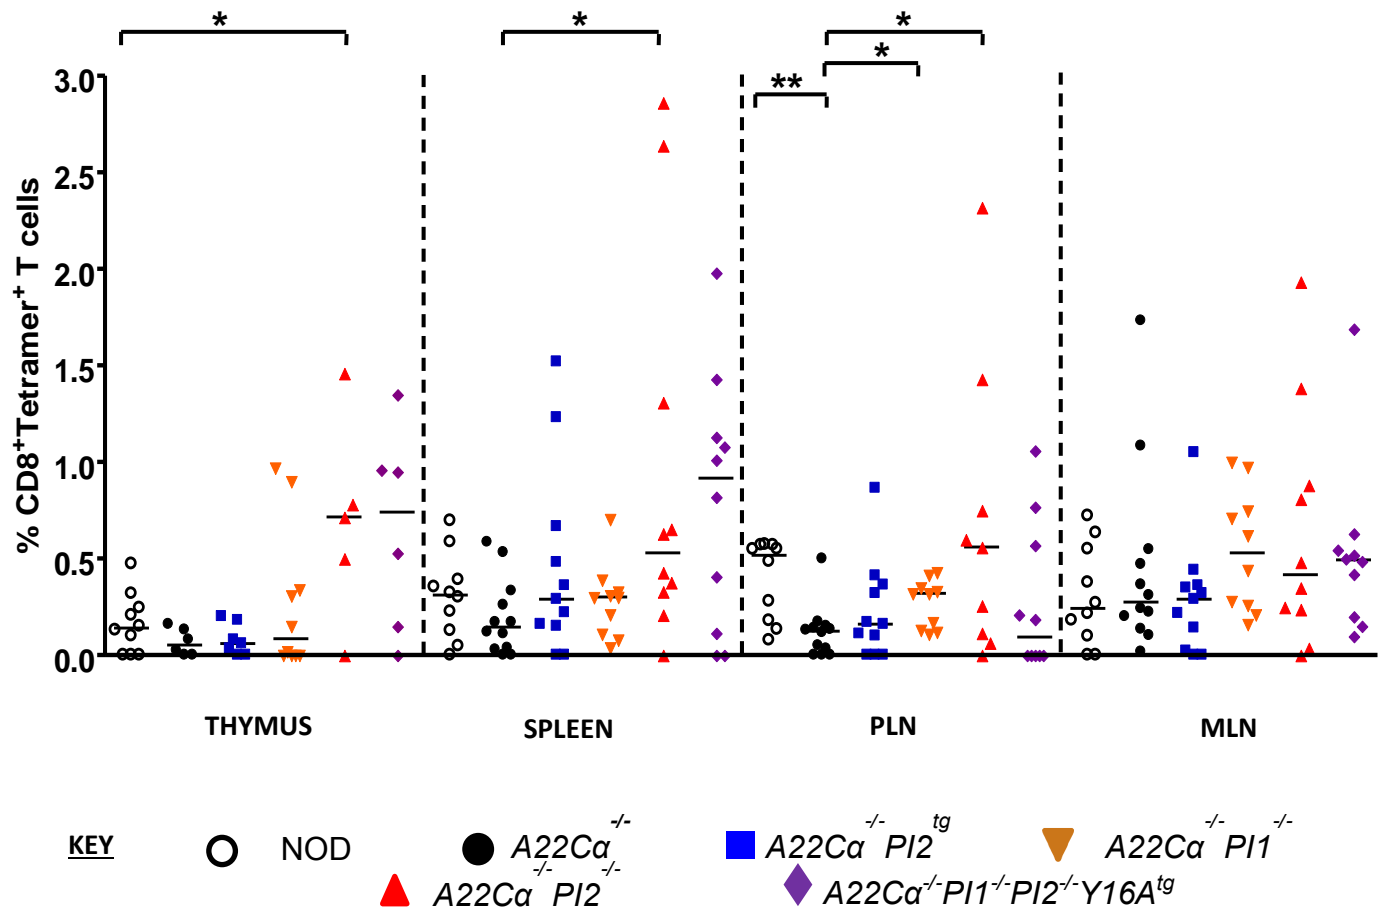 * * *
*
**
3.0
2.5
2.0
1.5
1.0
0.5
0.0
% CD8⁺Tetramer⁺ T cells
THYMUS SPLEEN PLN MLN
KEY NOD A22Cα⁻/⁻ A22Cα⁻/⁻PI2ᵗᵍ A22Cα⁻/⁻PI1⁻/⁻
A22Cα⁻/⁻PI2⁻/⁻ A22Cα⁻/⁻PI1⁻/⁻PI2⁻/⁻Y16Aᵗᵍ